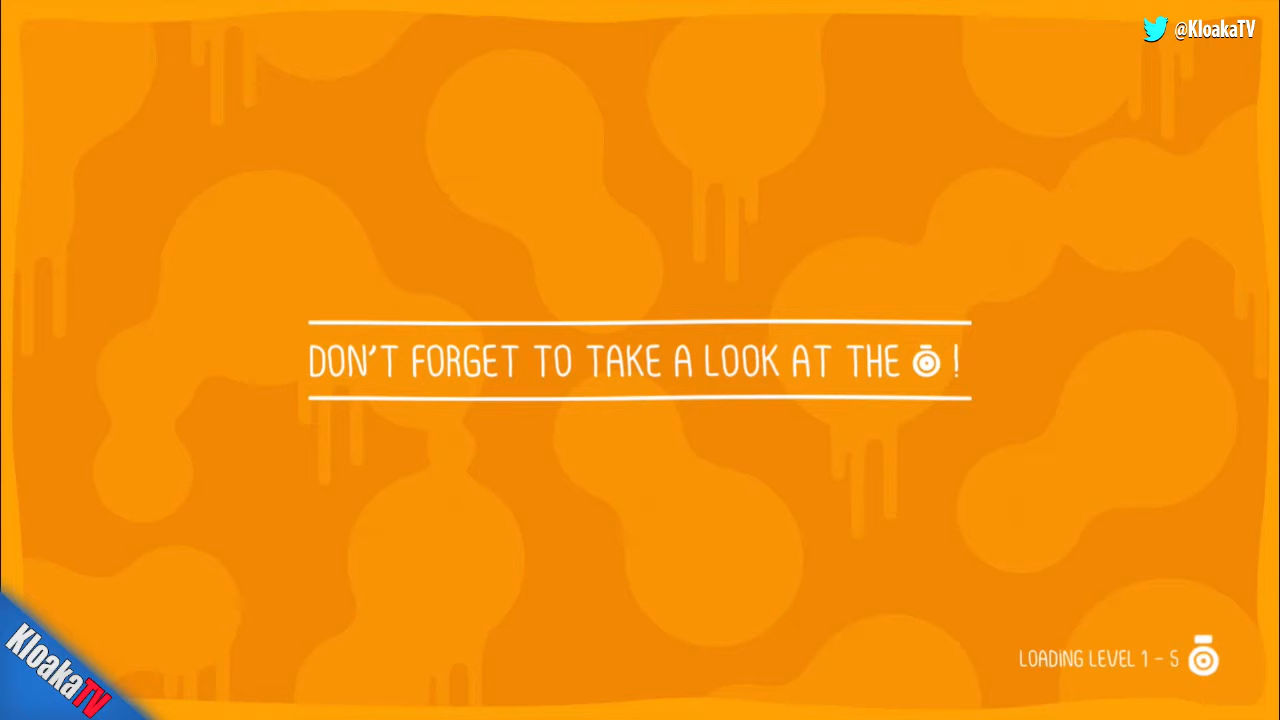 @KloakaTV
DON'T FORGET TO TAKE A LOOK AT THE !
LOADING LEVEL 1 - 5
KloakaTV